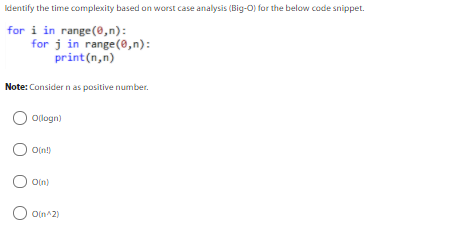 Identify the time complexity based on worst case analysis (Big-O) for the below code snippet.
for i in range(0,n):
    for j in range(0,n):
        print(n,n)
Note: Consider n as positive number.
O(logn)
O(n!)
O(n)
O(n^2)